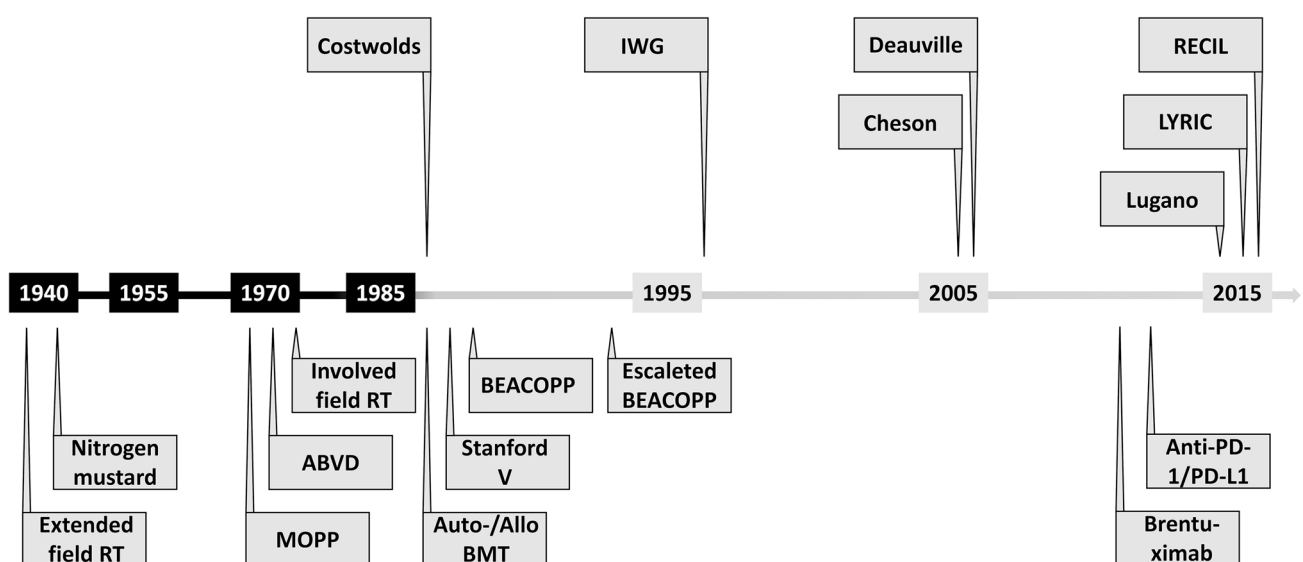 Costwolds
IWG
Deauville
RECIL
Cheson
LYRIC
Lugano
1940
1955
1970
1985
1995
2005
2015
Involved
field RT
BEACOPP
Escaleted
BEACOPP
Nitrogen
mustard
ABVD
Stanford
V
Anti-PD-
1/PD-L1
Extended
field RT
MOPP
Auto-/Allo
BMT
Brentu-
ximab